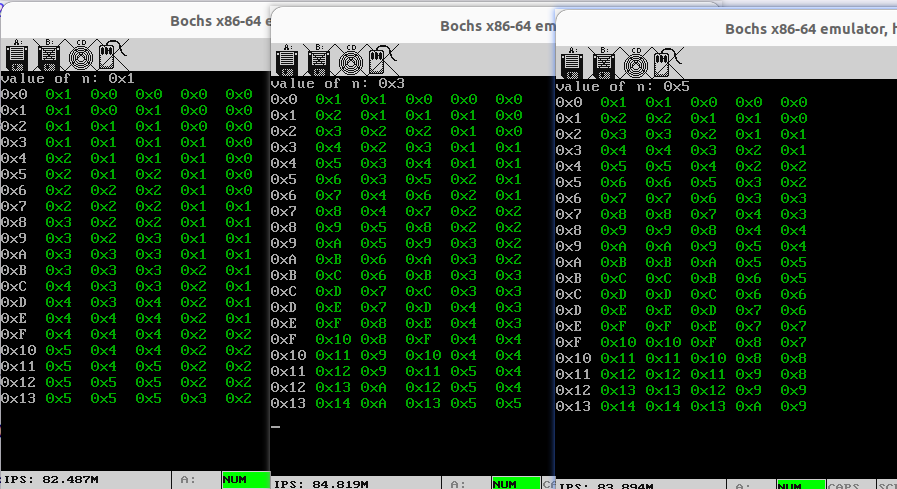 Bochs x86-64 e
A:
B:
CD
value of n: 0x1
0x0 0x1 0x0 0x0 0x0 0x0
0x1 0x1 0x0 0x1 0x0 0x0
0x2 0x1 0x1 0x1 0x0 0x0
0x3 0x1 0x1 0x1 0x1 0x0
0x4 0x2 0x1 0x1 0x1 0x0
0x5 0x2 0x1 0x2 0x1 0x0
0x6 0x2 0x2 0x2 0x1 0x0
0x7 0x2 0x2 0x2 0x1 0x1
0x8 0x3 0x2 0x2 0x1 0x1
0x9 0x3 0x2 0x3 0x1 0x1
0xA 0x3 0x3 0x3 0x1 0x1
0xB 0x3 0x3 0x3 0x2 0x1
0xC 0x4 0x3 0x3 0x2 0x1
0xD 0x4 0x3 0x4 0x2 0x1
0xE 0x4 0x4 0x4 0x2 0x1
0xF 0x4 0x4 0x4 0x2 0x2
0x10 0x5 0x4 0x4 0x2 0x2
0x11 0x5 0x4 0x5 0x2 0x2
0x12 0x5 0x5 0x5 0x2 0x2
0x13 0x5 0x5 0x5 0x3 0x2
IPS: 82.487M A: NUM
Bochs x86-64 em
A:
B:
CD
value of n: 0x3
0x0 0x1 0x1 0x0 0x0 0x0
0x1 0x2 0x1 0x1 0x1 0x0
0x2 0x3 0x2 0x2 0x1 0x0
0x3 0x4 0x2 0x3 0x1 0x1
0x4 0x5 0x3 0x4 0x1 0x1
0x5 0x6 0x3 0x5 0x2 0x1
0x6 0x7 0x4 0x6 0x2 0x1
0x7 0x8 0x4 0x7 0x2 0x2
0x8 0x9 0x5 0x8 0x2 0x2
0x9 0xA 0x5 0x9 0x3 0x2
0xA 0xB 0x6 0xA 0x3 0x2
0xB 0xC 0x6 0xB 0x3 0x3
0xC 0xD 0x7 0xC 0x3 0x3
0xD 0xE 0x7 0xD 0x4 0x3
0xE 0xF 0x8 0xE 0x4 0x3
0xF 0x10 0x8 0xF 0x4 0x4
0x10 0x11 0x9 0x10 0x4 0x4
0x11 0x12 0x9 0x11 0x5 0x4
0x12 0x13 0xA 0x12 0x5 0x4
0x13 0x14 0xA 0x13 0x5 0x5
IPS: 84.819M A: NUM CA
Bochs x86-64 emulator, h
A:
B:
CD
value of n: 0x5
0x0 0x1 0x1 0x0 0x0 0x0
0x1 0x2 0x2 0x1 0x1 0x0
0x2 0x3 0x3 0x2 0x1 0x1
0x3 0x4 0x4 0x3 0x2 0x1
0x4 0x5 0x5 0x4 0x2 0x2
0x5 0x6 0x6 0x5 0x3 0x2
0x6 0x7 0x7 0x6 0x3 0x3
0x7 0x8 0x8 0x7 0x4 0x3
0x8 0x9 0x9 0x8 0x4 0x4
0x9 0xA 0xA 0x9 0x5 0x4
0xA 0xB 0xB 0xA 0x5 0x5
0xB 0xC 0xC 0xB 0x6 0x5
0xC 0xD 0xD 0xC 0x6 0x6
0xD 0xE 0xE 0xD 0x7 0x6
0xE 0xF 0xF 0xE 0x7 0x7
0xF 0x10 0x10 0xF 0x8 0x7
0x10 0x11 0x11 0x10 0x8 0x8
0x11 0x12 0x12 0x11 0x9 0x8
0x12 0x13 0x13 0x12 0x9 0x9
0x13 0x14 0x14 0x13 0xA 0x9
IPS: 83.894M A: NUM CAPS SCR